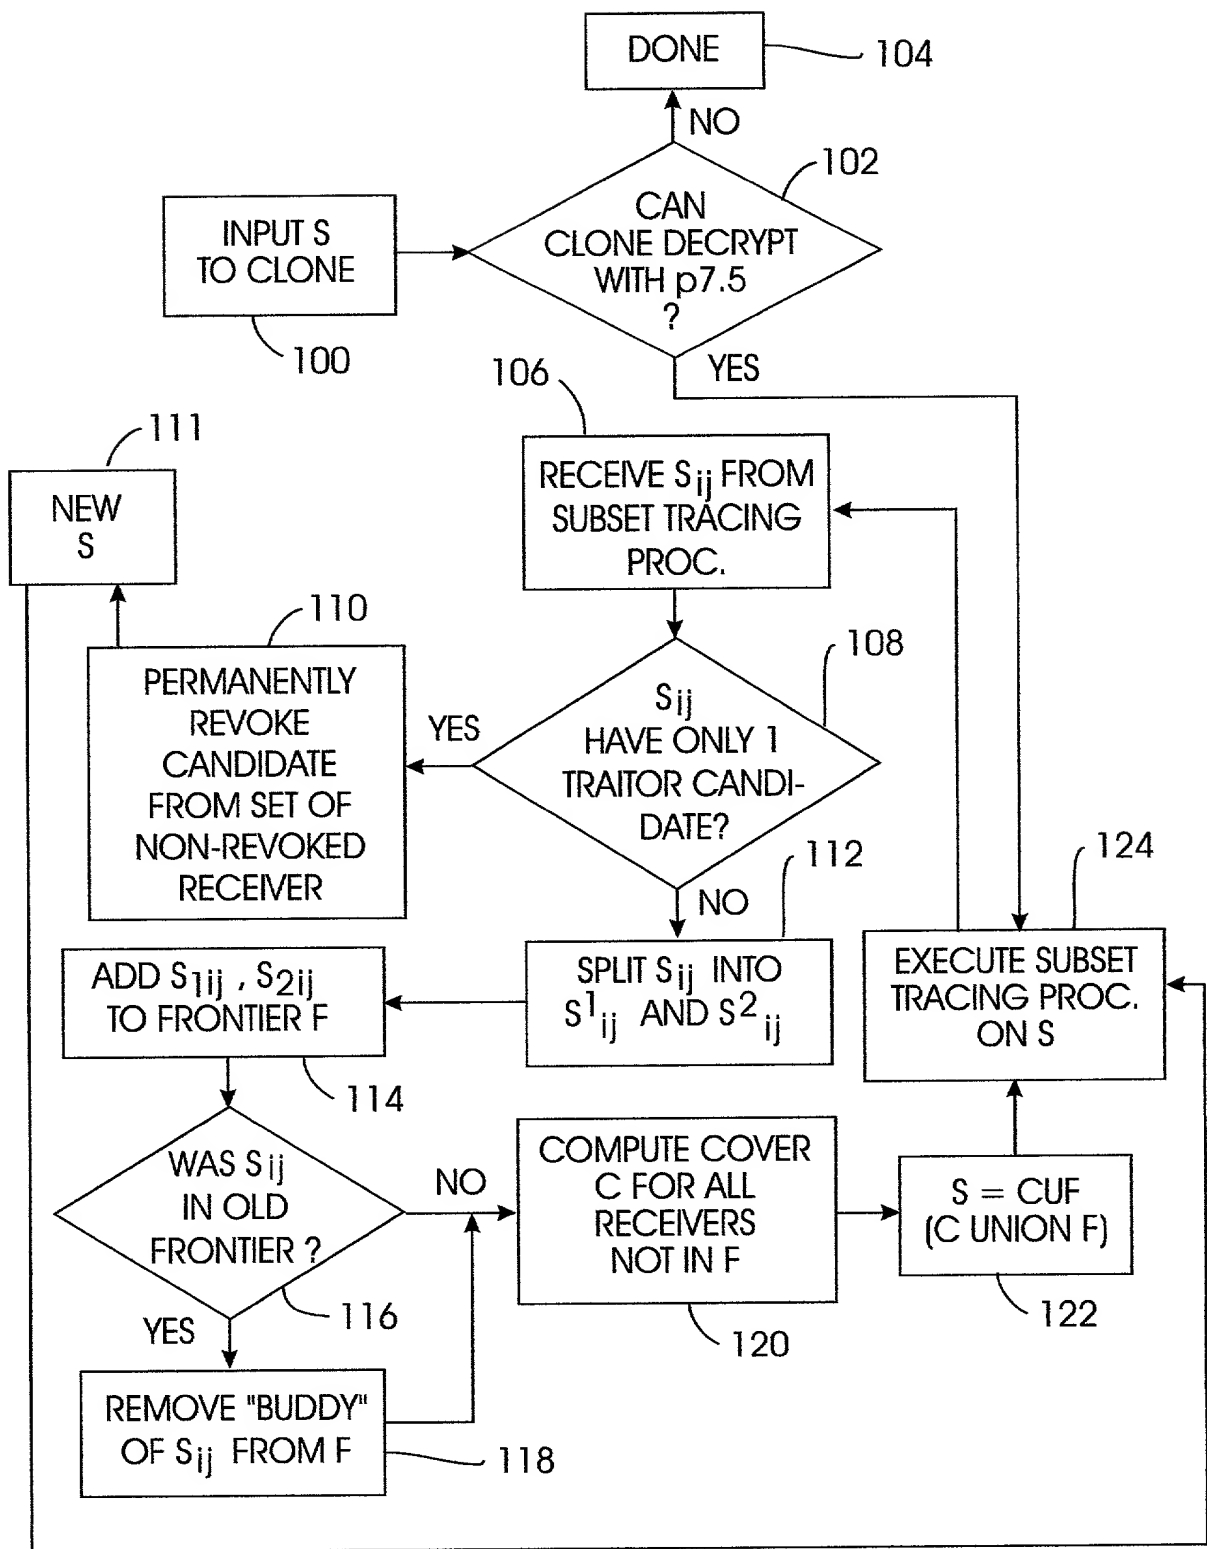 DONE
104
NO
102
CAN
CLONE DECRYPT
WITH p7.5
?
INPUT S
TO CLONE
100
YES
106
111
RECEIVE Sij FROM
SUBSET TRACING
PROC.
NEW
S
110
108
PERMANENTLY
REVOKE
CANDIDATE
FROM SET OF
NON-REVOKED
RECEIVER
YES
Sij
HAVE ONLY 1
TRAITOR CANDI-
DATE?
112
124
NO
ADD S1ij , S2ij
TO FRONTIER F
SPLIT Sij INTO
S1ij AND S2ij
EXECUTE SUBSET
TRACING PROC.
ON S
114
WAS Sij
IN OLD
FRONTIER ?
NO
COMPUTE COVER
C FOR ALL
RECEIVERS
NOT IN F
S = CUF
(C UNION F)
116
YES
120
122
REMOVE "BUDDY"
OF Sij FROM F
118